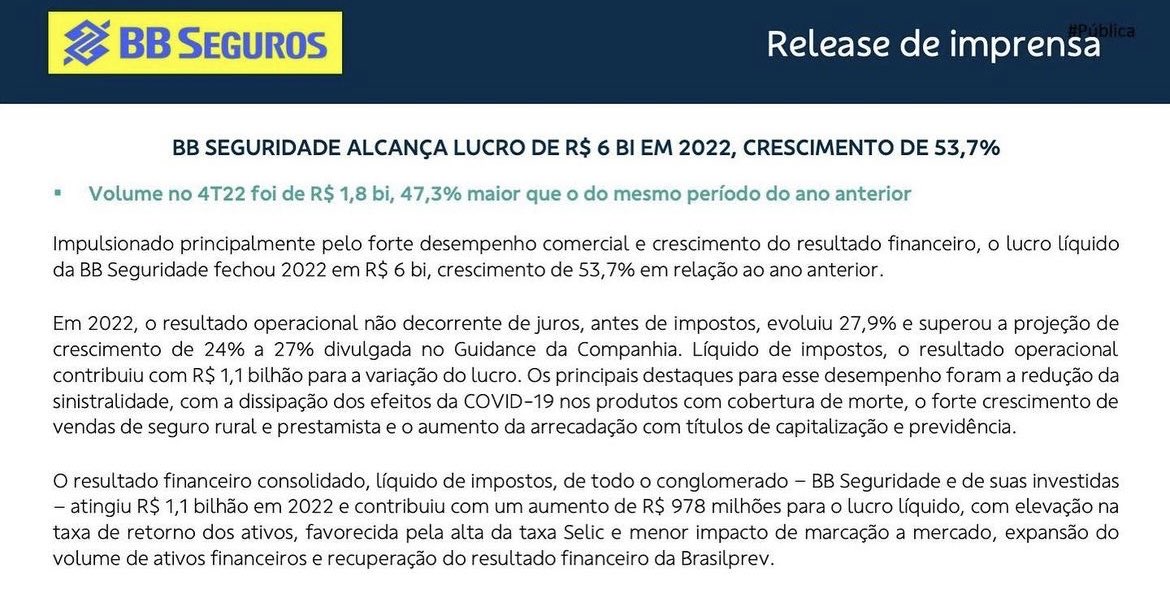 BB SEGUROS
#Pública
Release de imprensa
BB SEGURIDADE ALCANÇA LUCRO DE R$ 6 BI EM 2022, CRESCIMENTO DE 53,7%
▪ Volume no 4T22 foi de R$ 1,8 bi, 47,3% maior que o do mesmo período do ano anterior
Impulsionado principalmente pelo forte desempenho comercial e crescimento do resultado financeiro, o lucro líquido
da BB Seguridade fechou 2022 em R$ 6 bi, crescimento de 53,7% em relação ao ano anterior.
Em 2022, o resultado operacional não decorrente de juros, antes de impostos, evoluiu 27,9% e superou a projeção de
crescimento de 24% a 27% divulgada no Guidance da Companhia. Líquido de impostos, o resultado operacional
contribuiu com R$ 1,1 bilhão para a variação do lucro. Os principais destaques para esse desempenho foram a redução da
sinistralidade, com a dissipação dos efeitos da COVID-19 nos produtos com cobertura de morte, o forte crescimento de
vendas de seguro rural e prestamista e o aumento da arrecadação com títulos de capitalização e previdência.
O resultado financeiro consolidado, líquido de impostos, de todo o conglomerado – BB Seguridade e de suas investidas
– atingiu R$ 1,1 bilhão em 2022 e contribuiu com um aumento de R$ 978 milhões para o lucro líquido, com elevação na
taxa de retorno dos ativos, favorecida pela alta da taxa Selic e menor impacto de marcação a mercado, expansão do
volume de ativos financeiros e recuperação do resultado financeiro da Brasilprev.